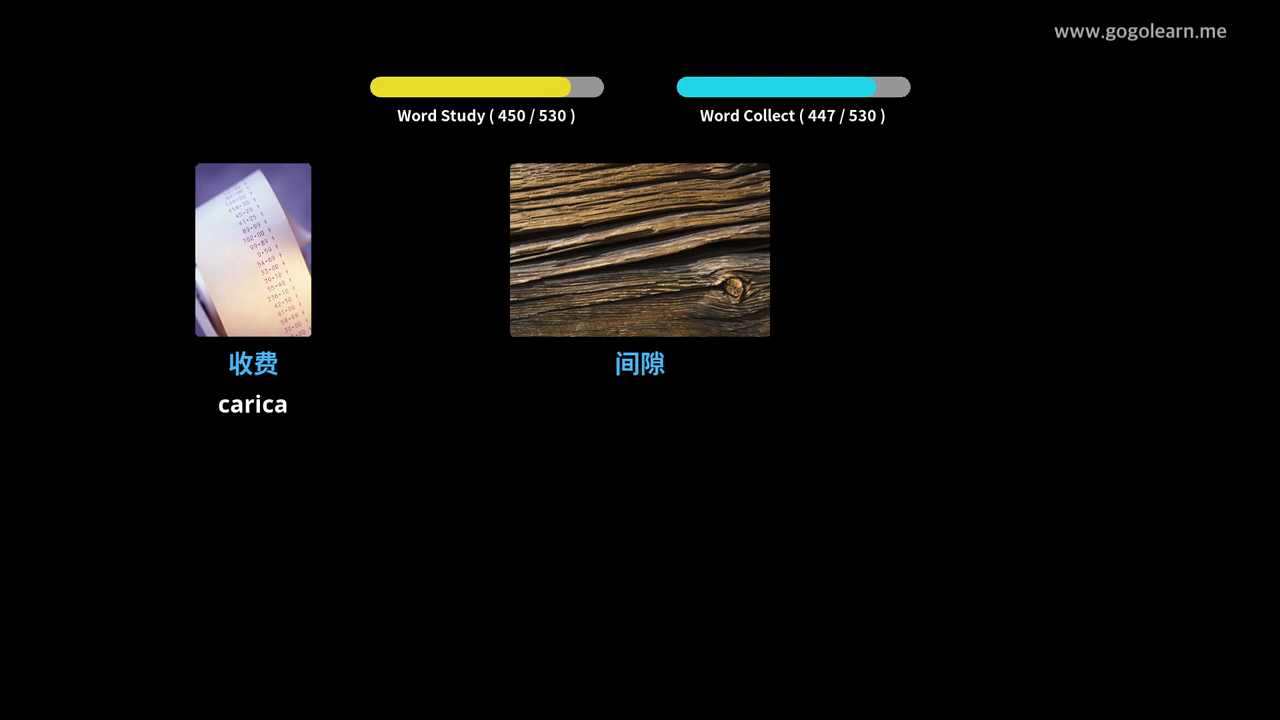 www.gogolearn.me
Word Study ( 450 / 530 )
Word Collect ( 447 / 530 )
收费
间隙
carica